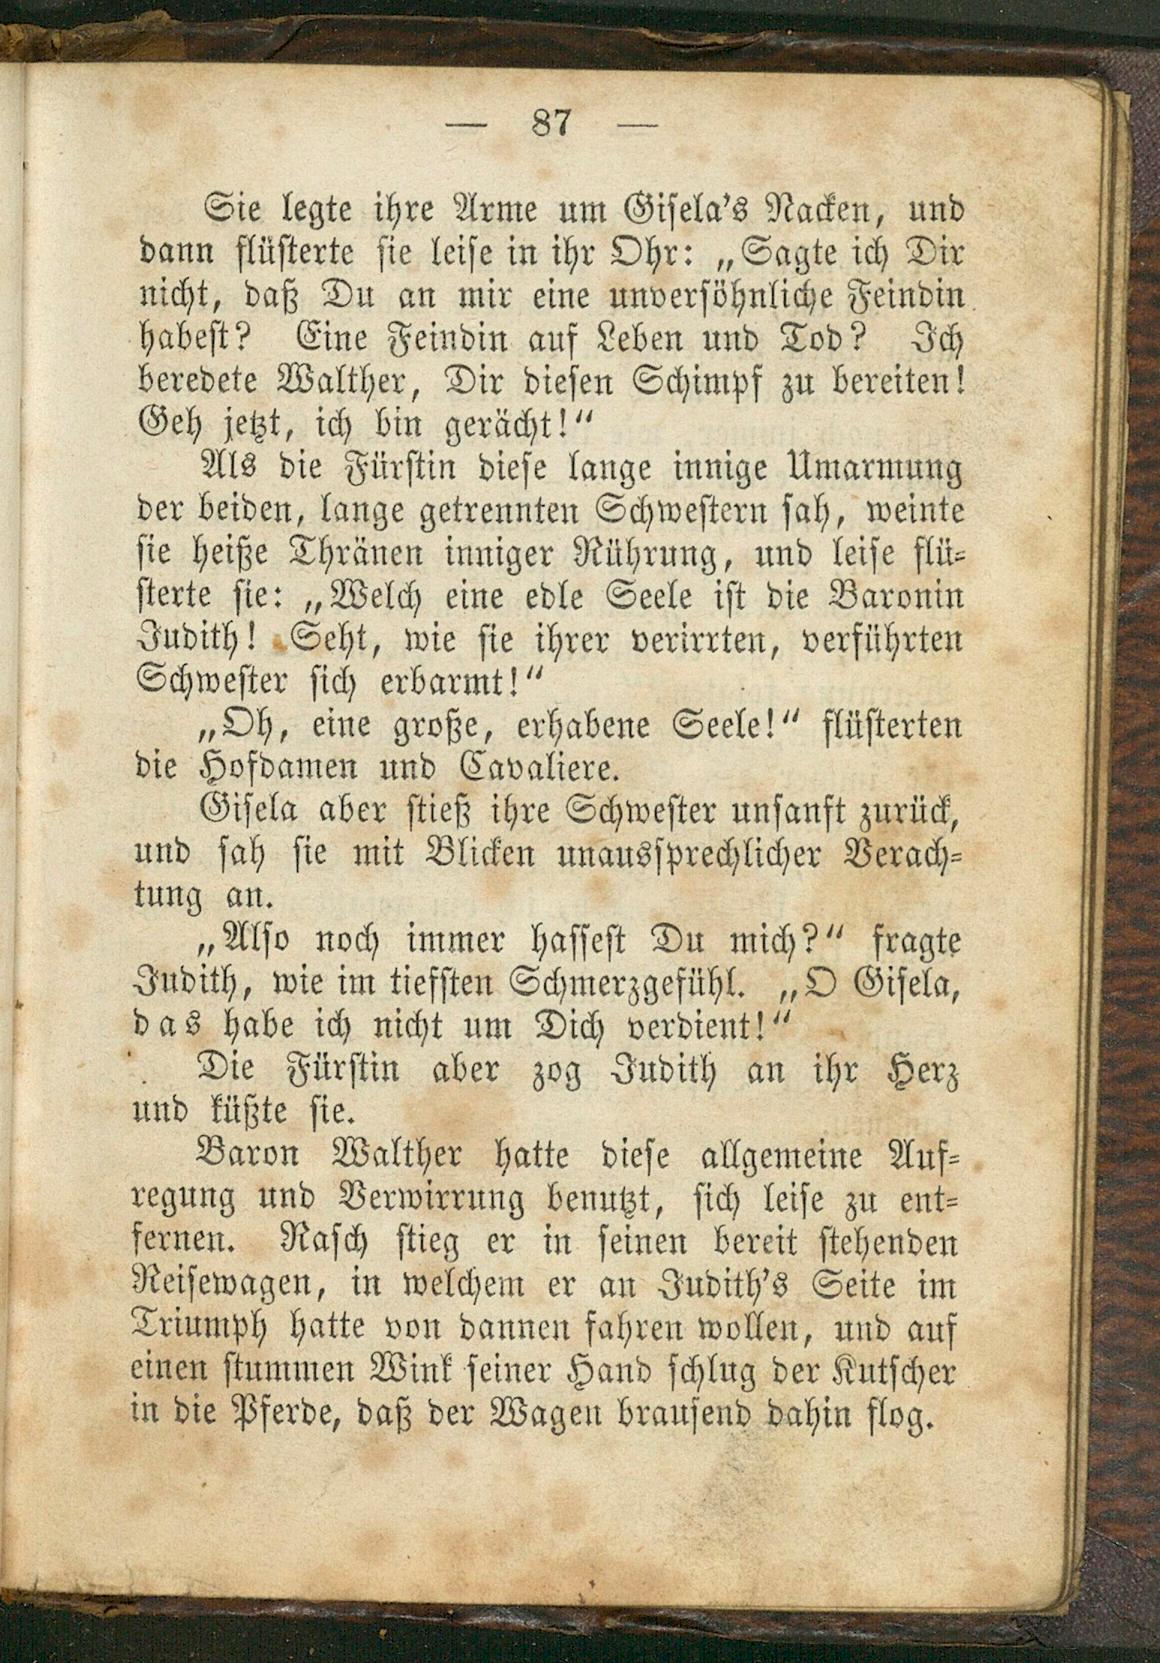 — 87 —
Sie legte ihre Arme um Gisela's Nacken, und
dann flüsterte sie leise in ihr Ohr: „Sagte ich Dir
nicht, daß Du an mir eine unversöhnliche Feindin
habest? Eine Feindin auf Leben und Tod? Ich
beredete Walther, Dir diesen Schimpf zu bereiten!
Geh jetzt, ich bin gerächt!“
Als die Fürstin diese lange innige Umarmung
der beiden, lange getrennten Schwestern sah, weinte
sie heiße Thränen inniger Rührung, und leise flü-
sterte sie: „Welch eine edle Seele ist die Baronin
Judith! Seht, wie sie ihrer verirrten, verführten
Schwester sich erbarmt!“
„Oh, eine große, erhabene Seele!“ flüsterten
die Hofdamen und Cavaliere.
Gisela aber stieß ihre Schwester unsanft zurück,
und sah sie mit Blicken unaussprechlicher Verach-
tung an.
„Also noch immer hassest Du mich?“ fragte
Judith, wie im tiefsten Schmerzgefühl. „O Gisela,
das habe ich nicht um Dich verdient!“
Die Fürstin aber zog Judith an ihr Herz
und küßte sie.
Baron Walther hatte diese allgemeine Auf-
regung und Verwirrung benutzt, sich leise zu ent-
fernen. Rasch stieg er in seinen bereit stehenden
Reisewagen, in welchem er an Judith's Seite im
Triumph hatte von dannen fahren wollen, und auf
einen stummen Wink seiner Hand schlug der Kutscher
in die Pferde, daß der Wagen brausend dahin flog.